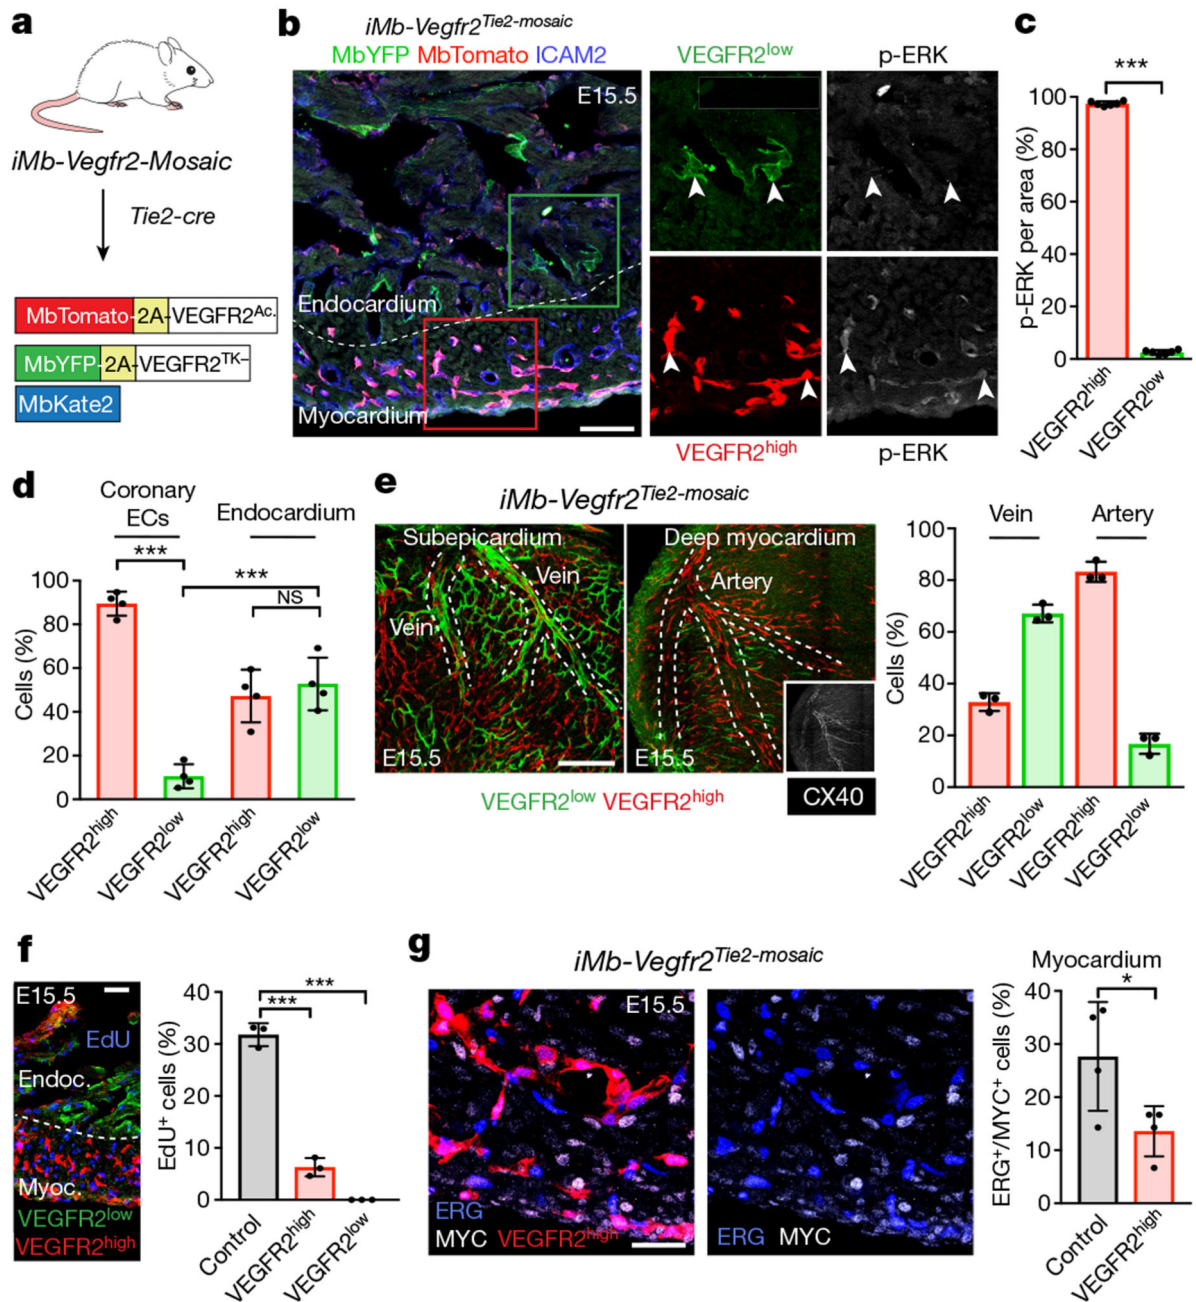 a
iMb-Vegfr2-Mosaic
Tie2-cre
MbTomato-2A-VEGFR2Ac.
MbYFP-2A-VEGFR2TK–
MbKate2
b
iMb-Vegfr2Tie2-mosaic
MbYFP MbTomato ICAM2
E15.5
Endocardium
Myocardium
VEGFR2low
p-ERK
VEGFR2high
p-ERK
c
***
p-ERK per area (%)
100
80
60
40
20
0
VEGFR2high
VEGFR2low
d
Coronary
ECs
Endocardium
***
***
NS
Cells (%)
100
80
60
40
20
0
VEGFR2high
VEGFR2low
VEGFR2high
VEGFR2low
e
iMb-Vegfr2Tie2-mosaic
Subepicardium
Vein
Vein
E15.5
Deep myocardium
Artery
E15.5
CX40
VEGFR2low VEGFR2high
Vein
Artery
Cells (%)
100
80
60
40
20
0
VEGFR2high
VEGFR2low
VEGFR2high
VEGFR2low
f
E15.5
EdU
Endoc.
Myoc.
VEGFR2low
VEGFR2high
***
***
EdU+ cells (%)
40
30
20
10
0
Control
VEGFR2high
VEGFR2low
g
iMb-Vegfr2Tie2-mosaic
E15.5
ERG
MYC VEGFR2high
ERG MYC
Myocardium
*
ERG+/MYC+ cells (%)
40
30
20
10
0
Control
VEGFR2high